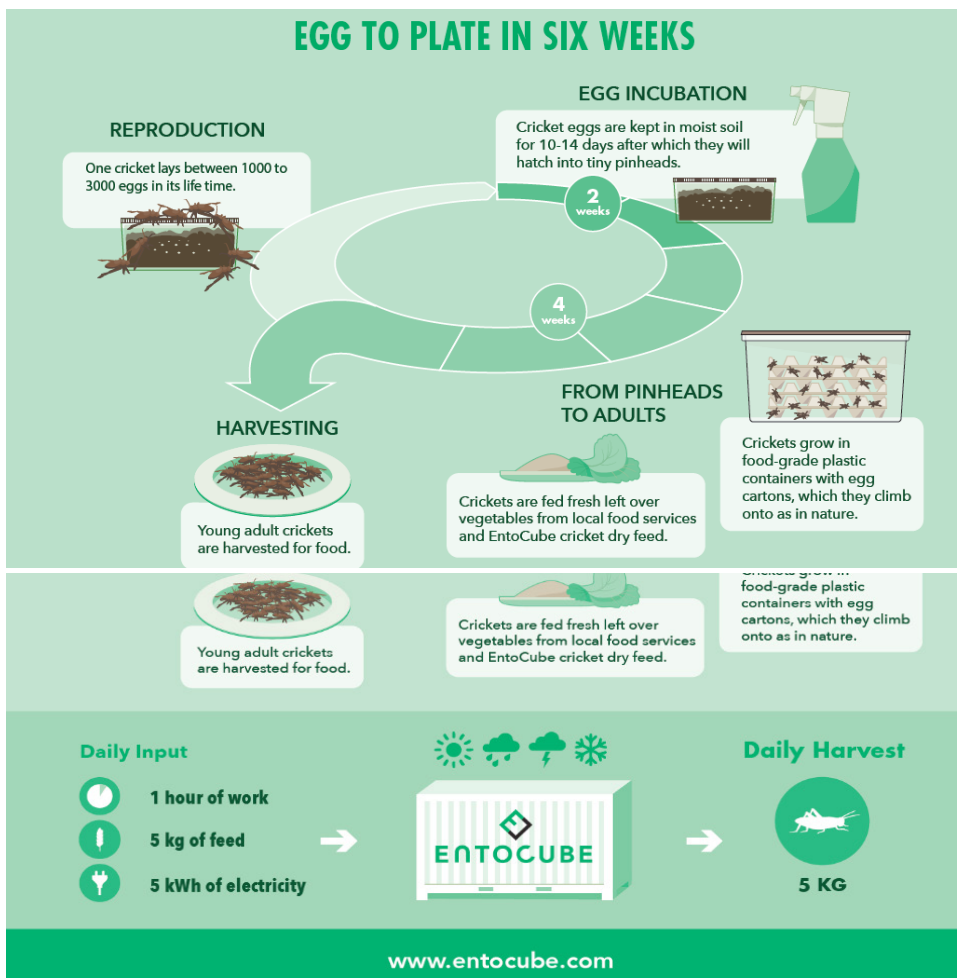 EGG TO PLATE IN SIX WEEKS
EGG INCUBATION
Cricket eggs are kept in moist soil
for 10-14 days after which they will
hatch into tiny pinheads.
REPRODUCTION
One cricket lays between 1000 to
3000 eggs in its life time.
2
weeks
4
weeks
FROM PINHEADS
TO ADULTS
HARVESTING
Crickets grow in
food-grade plastic
containers with egg
cartons, which they climb
onto as in nature.
Crickets are fed fresh left over
vegetables from local food services
and EntoCube cricket dry feed.
Young adult crickets
are harvested for food.
Crickets grow in
food-grade plastic
containers with egg
cartons, which they climb
onto as in nature.
Crickets are fed fresh left over
vegetables from local food services
and EntoCube cricket dry feed.
Young adult crickets
are harvested for food.
Daily Input
1 hour of work
5 kg of feed
5 kWh of electricity
ENTOCUBE
Daily Harvest
5 KG
www.entocube.com